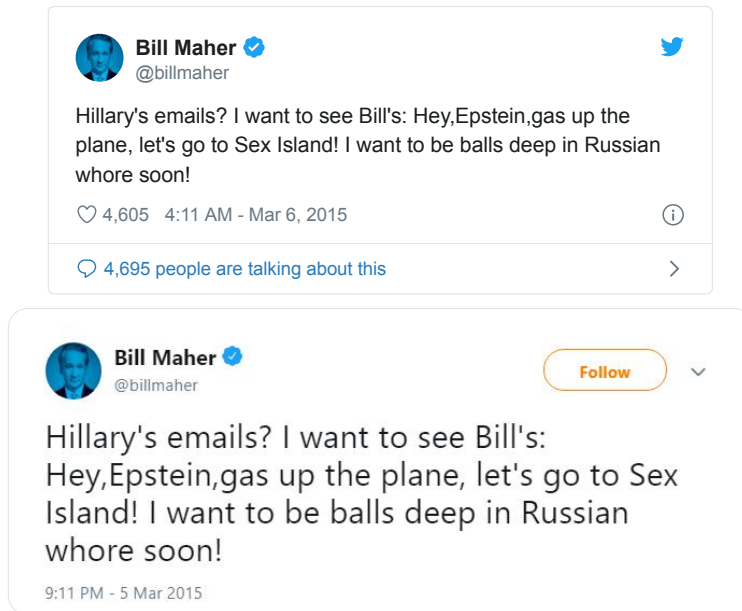 Bill Maher
@billmaher
Hillary's emails? I want to see Bill's: Hey,Epstein,gas up the
plane, let's go to Sex Island! I want to be balls deep in Russian
whore soon!
4,605 4:11 AM - Mar 6, 2015
4,695 people are talking about this
Bill Maher
@billmaher
Follow
Hillary's emails? I want to see Bill's:
Hey,Epstein,gas up the plane, let's go to Sex
Island! I want to be balls deep in Russian
whore soon!
9:11 PM - 5 Mar 2015